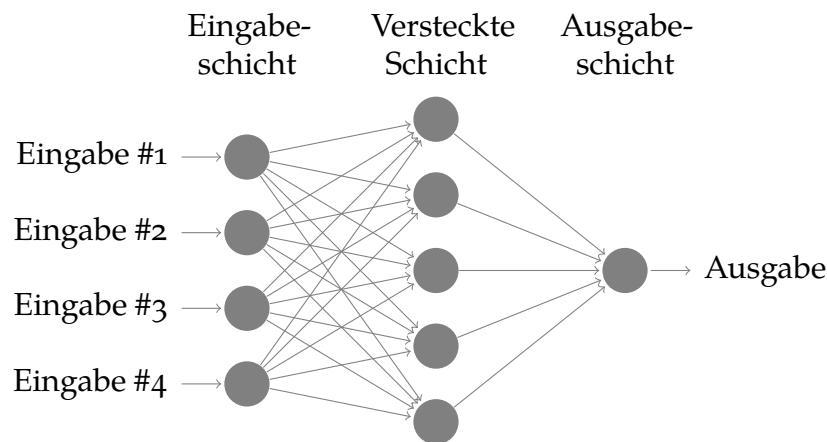 Eingabe-
schicht
Versteckte
Schicht
Ausgabe-
schicht
Eingabe #1
Eingabe #2
Eingabe #3
Eingabe #4
Ausgabe